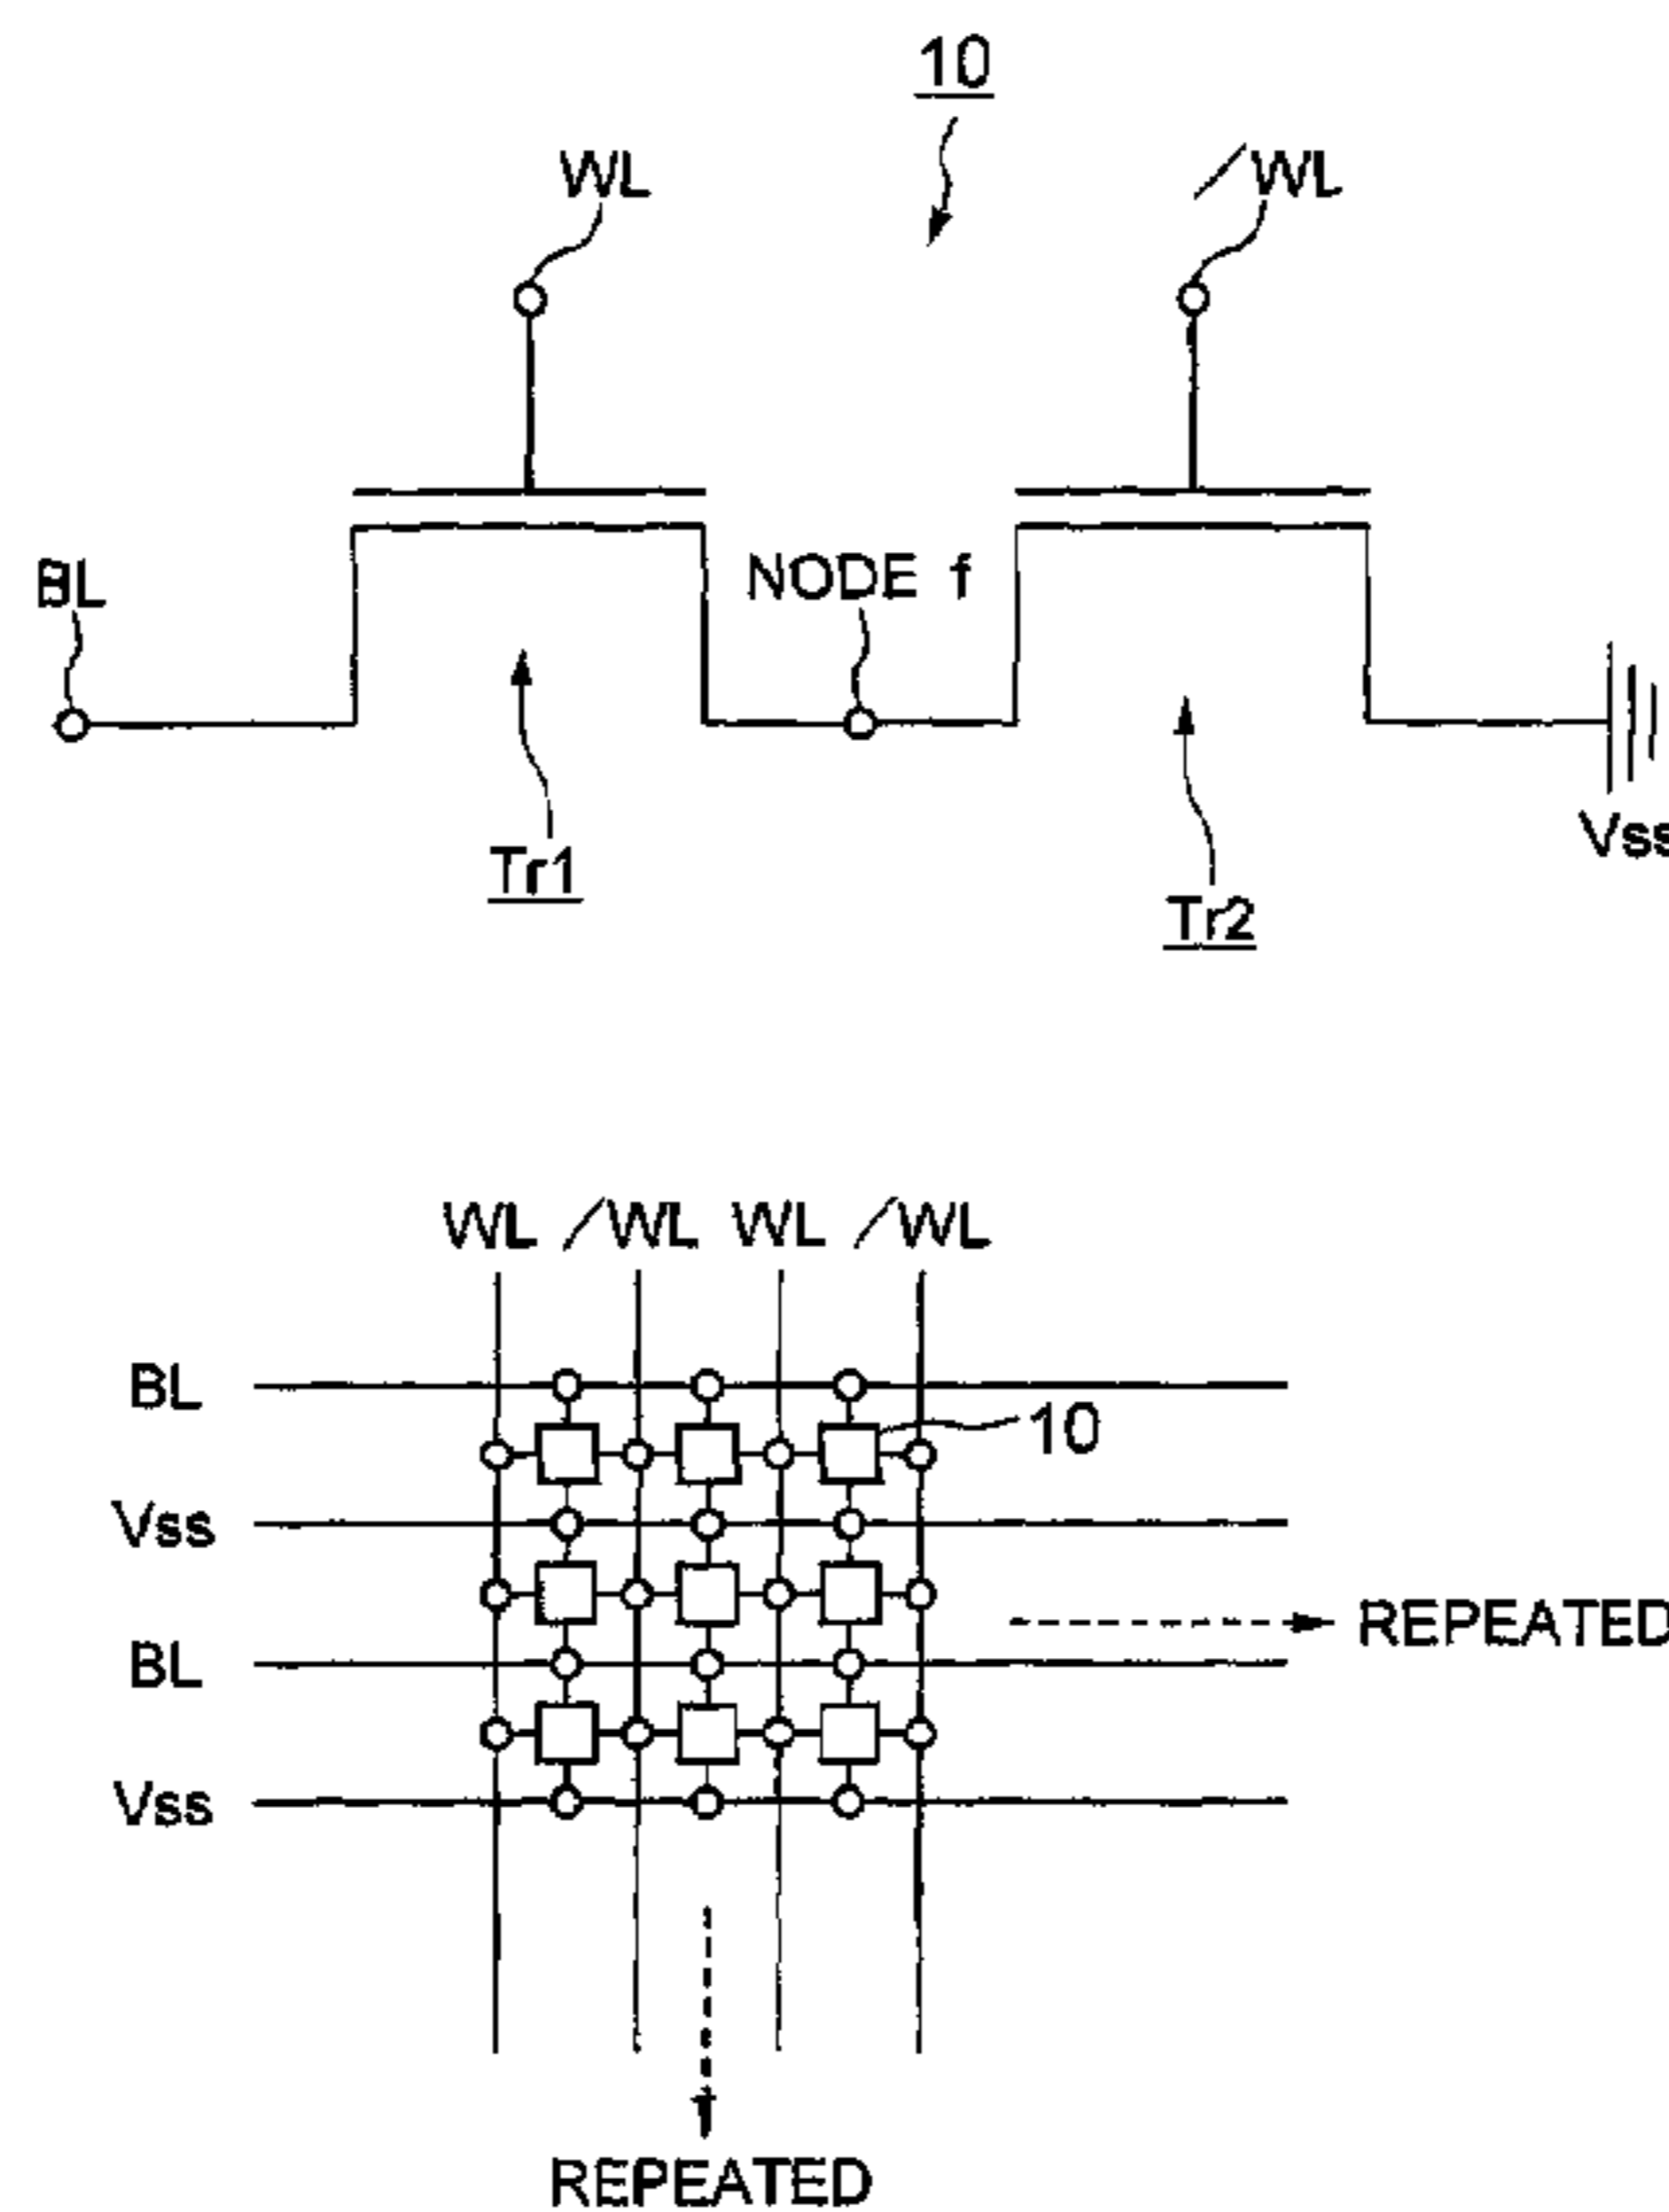 10
WL
/WL
BL
NODE f
Vss
Tr1
Tr2
WL /WL WL /WL
BL
10
Vss
REPEATED
BL
Vss
REPEATED